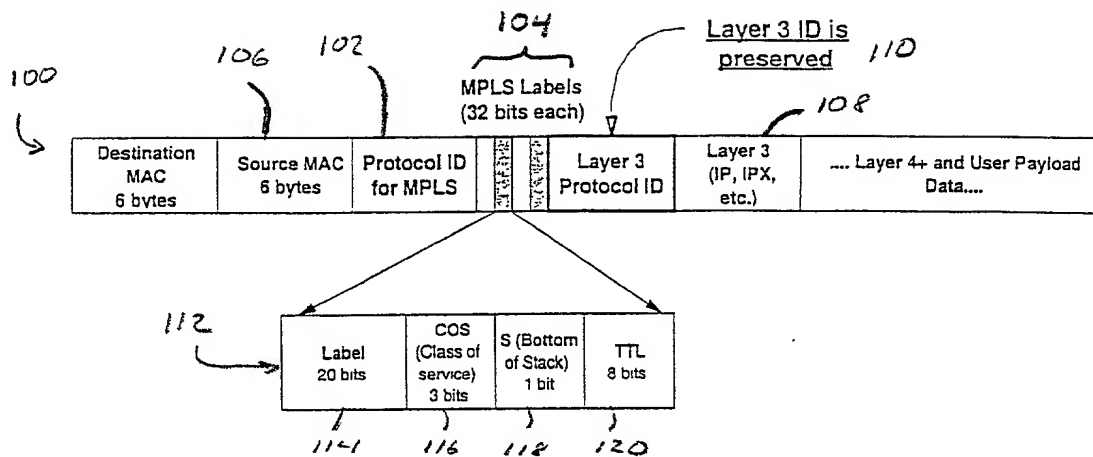 104
Layer 3 ID is
preserved
110
106
102
100
MPLS Labels
(32 bits each)
108
Destination
MAC
6 bytes
Source MAC
6 bytes
Protocol ID
for MPLS
Layer 3
Protocol ID
Layer 3
(IP, IPX,
etc.)
.... Layer 4+ and User Payload
Data....
112
Label
20 bits
COS
(Class of
service)
3 bits
S (Bottom
of Stack)
1 bit
TTL
8 bits
114
116
118
120